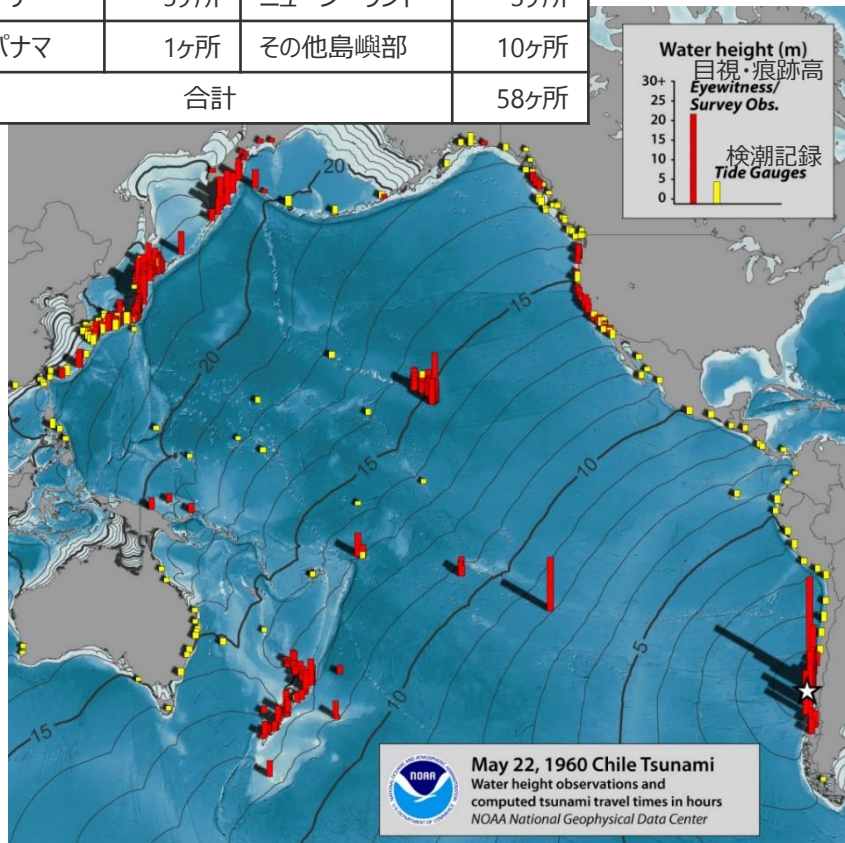 パナマ 1ヶ所 その他島嶼部 10ヶ所
合計 58ヶ所
Water height (m)
目視・痕跡高
30+ Eyewitness/
25 Survey Obs.
20
15
10 検潮記録
5 Tide Gauges
0
20
15
20
15
10
5
10
15
NOAA
May 22, 1960 Chile Tsunami
Water height observations and
computed tsunami travel times in hours
NOAA National Geophysical Data Center